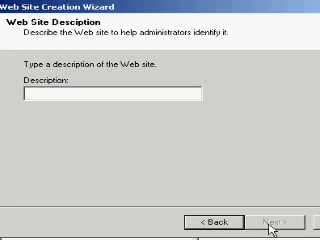 Web Site Creation Wizard
Web Site Desciption
Describe the Web site to help administrators identify it.
Type a description of the Web site.
Description:
< Back
Next >